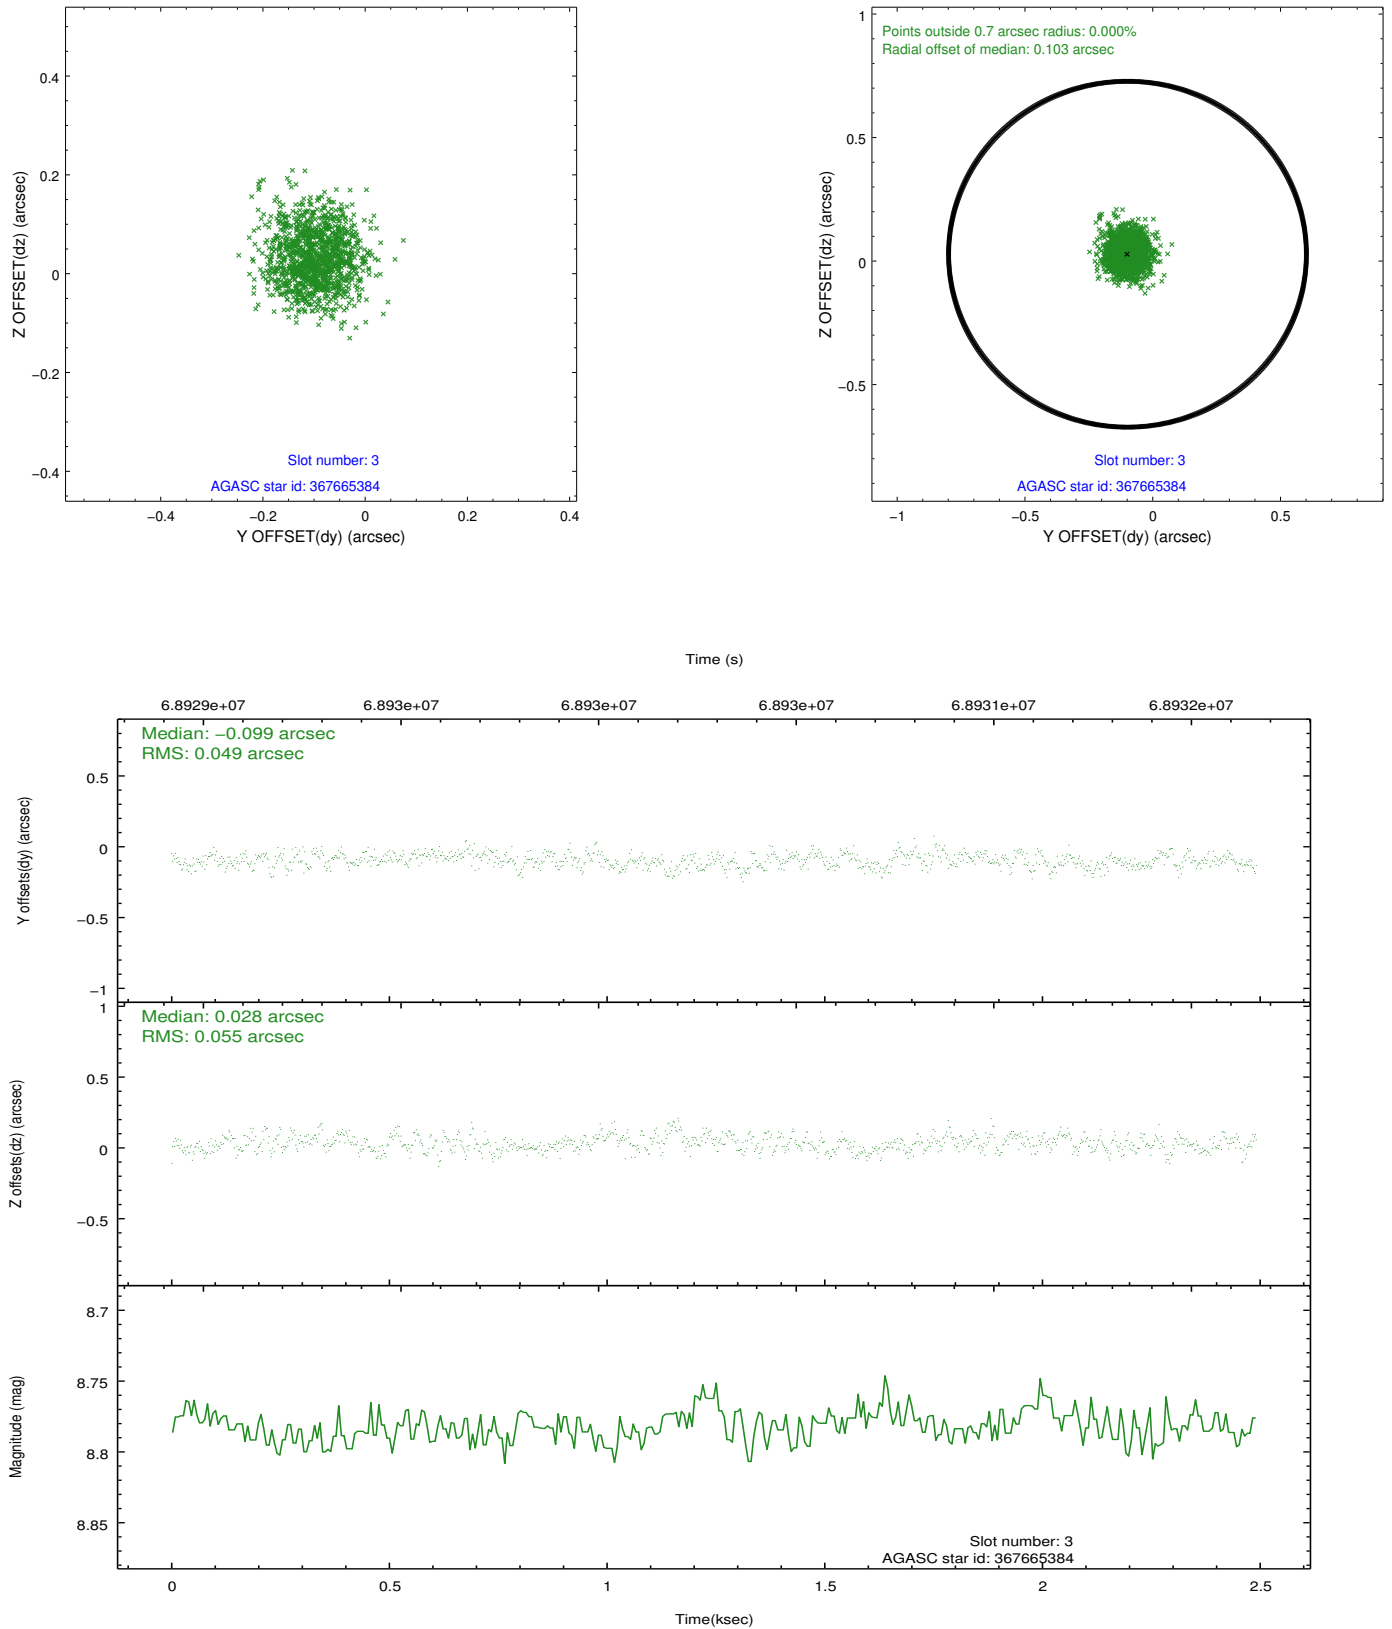 0.4
0.2
0
−0.2
−0.4
Z OFFSET(dz) (arcsec)
Slot number: 3
AGASC star id: 367665384
−0.4
−0.2
0
0.2
0.4
Y OFFSET(dy) (arcsec)
Points outside 0.7 arcsec radius: 0.000%
Radial offset of median: 0.103 arcsec
1
0.5
0
−0.5
Z OFFSET(dz) (arcsec)
Slot number: 3
AGASC star id: 367665384
−1
−0.5
0
0.5
Y OFFSET(dy) (arcsec)
Time (s)
6.8929e+07
6.893e+07
6.893e+07
6.893e+07
6.8931e+07
6.8932e+07
Median: −0.099 arcsec
RMS: 0.049 arcsec
0.5
0
−0.5
−1
Y offsets(dy) (arcsec)
Median: 0.028 arcsec
RMS: 0.055 arcsec
1
0.5
0
−0.5
Z offsets(dz) (arcsec)
8.7
8.75
8.8
8.85
Magnitude (mag)
Slot number: 3
AGASC star id: 367665384
0
0.5
1
1.5
2
2.5
Time(ksec)